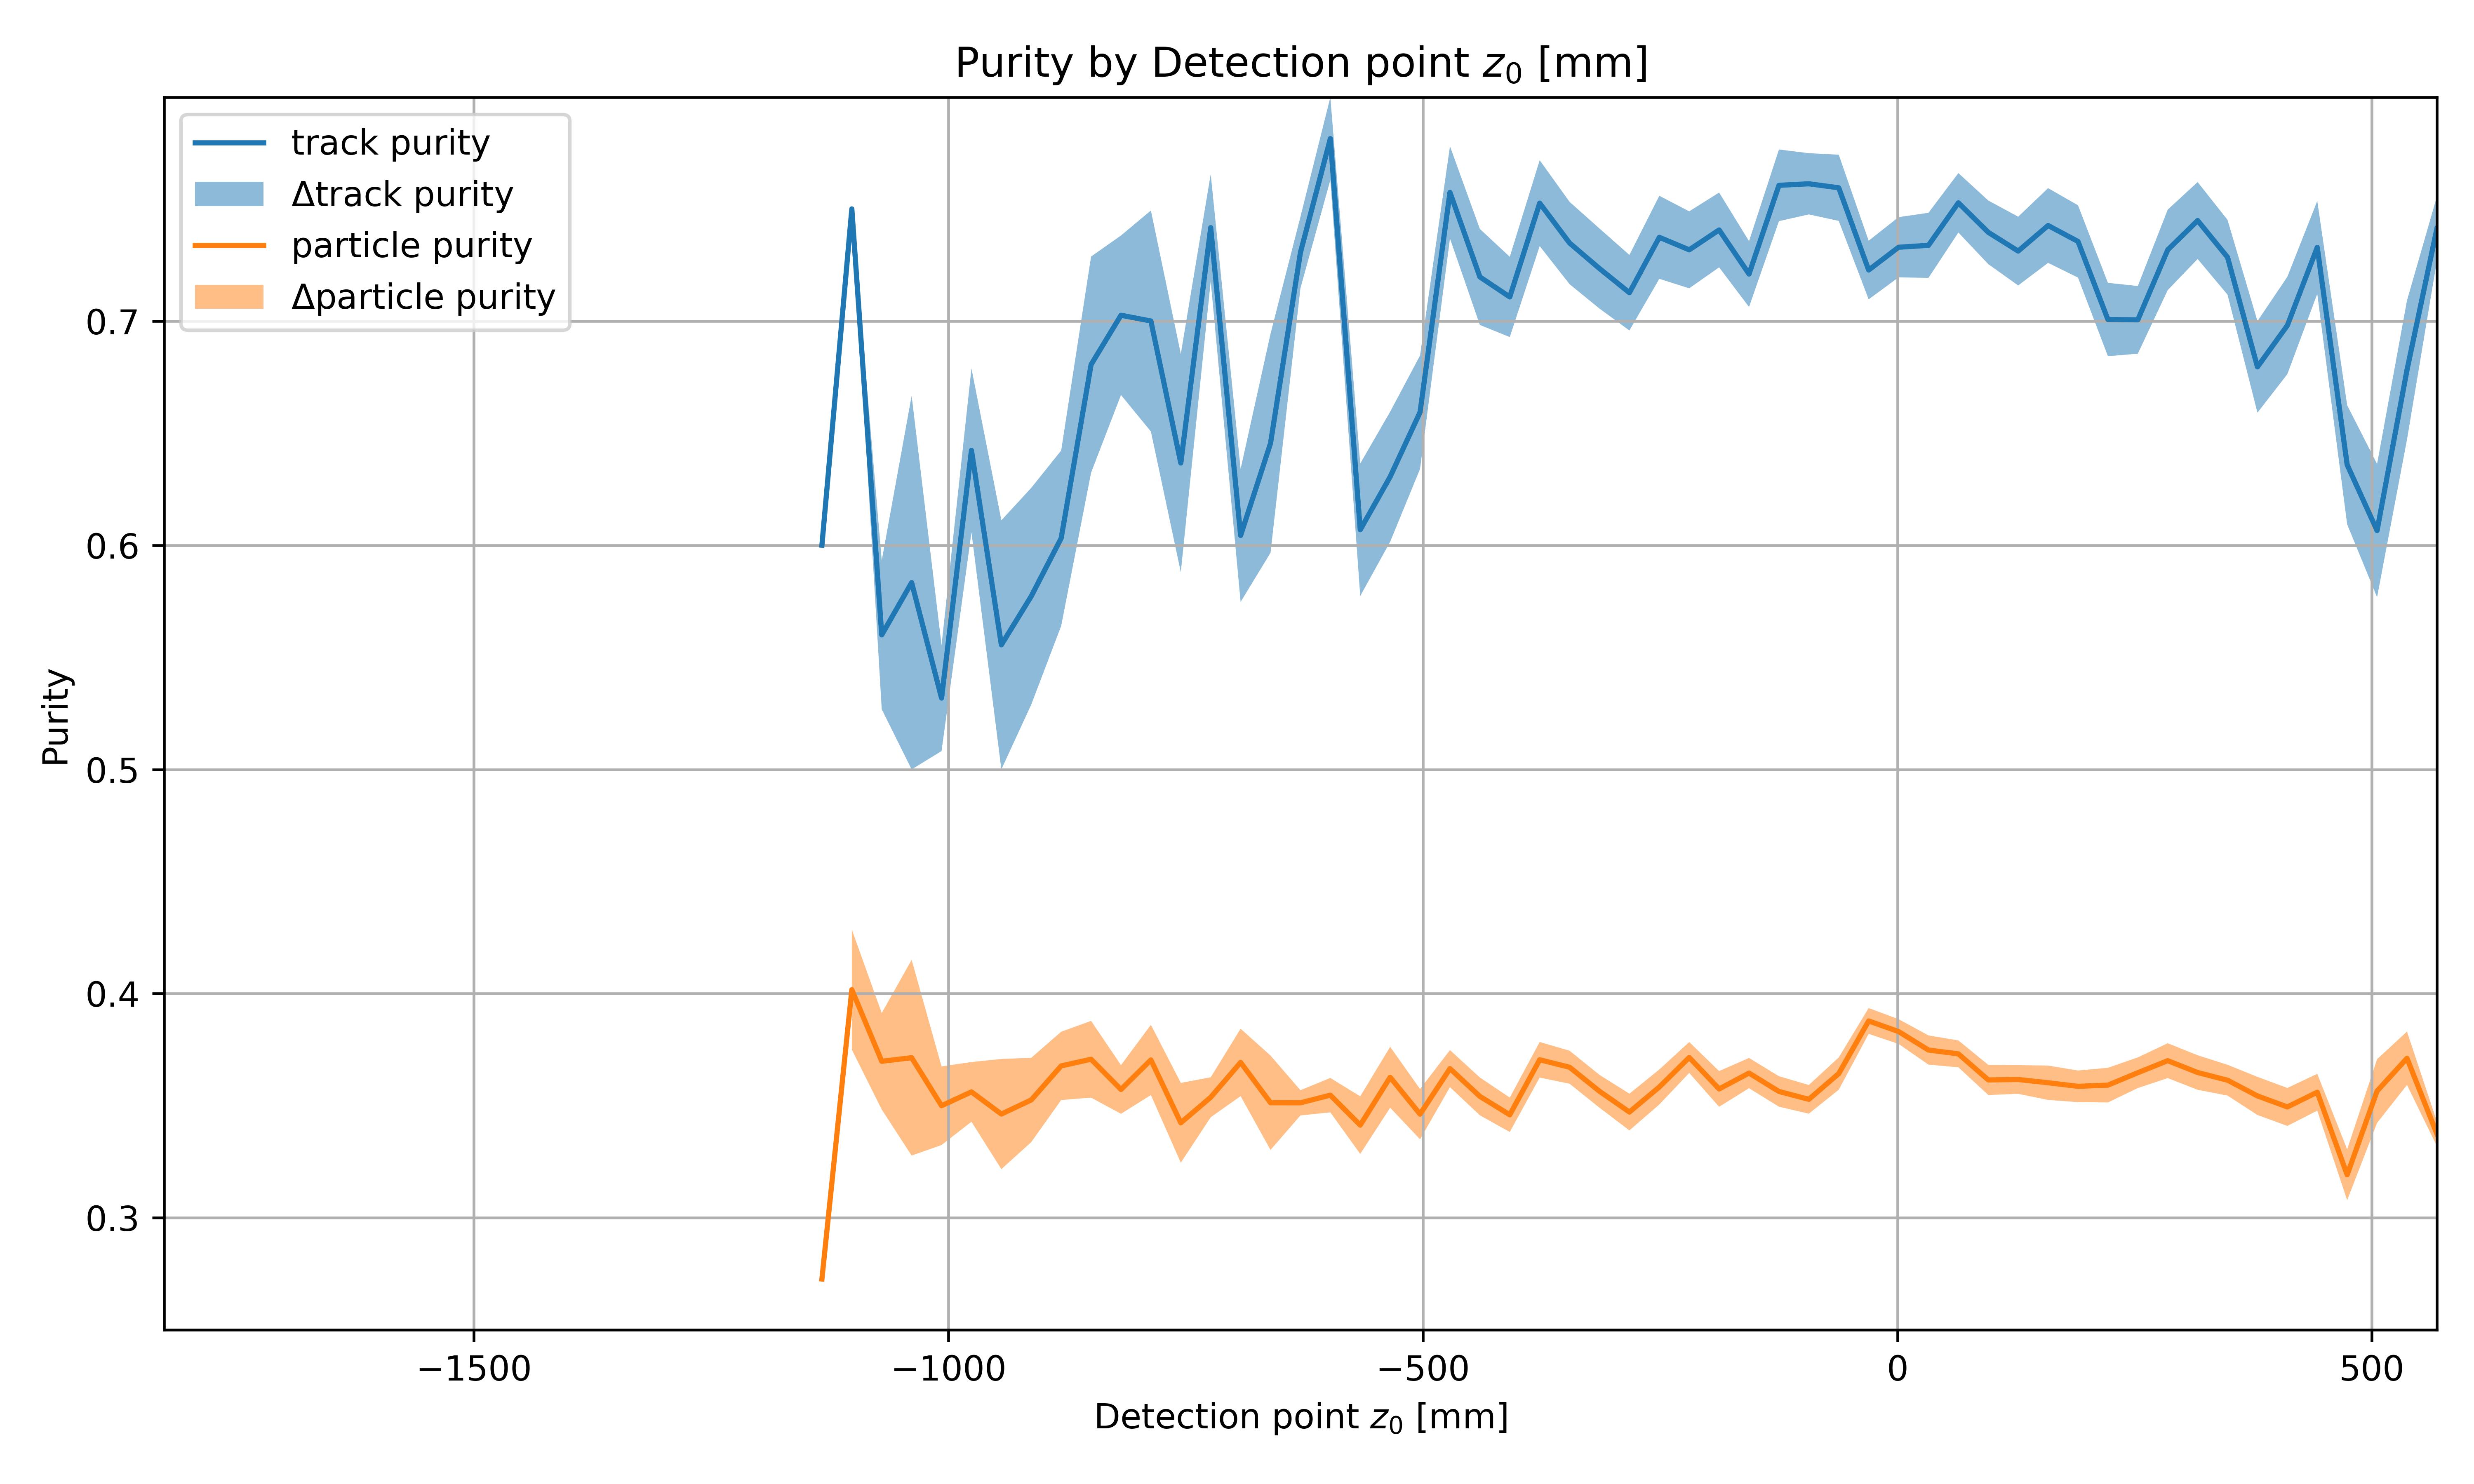 Purity by Detection point z₀ [mm]
track purity
Δtrack purity
particle purity
Δparticle purity
0.7
0.6
0.5
0.4
0.3
Purity
−1500 −1000 −500 0 500
Detection point z₀ [mm]